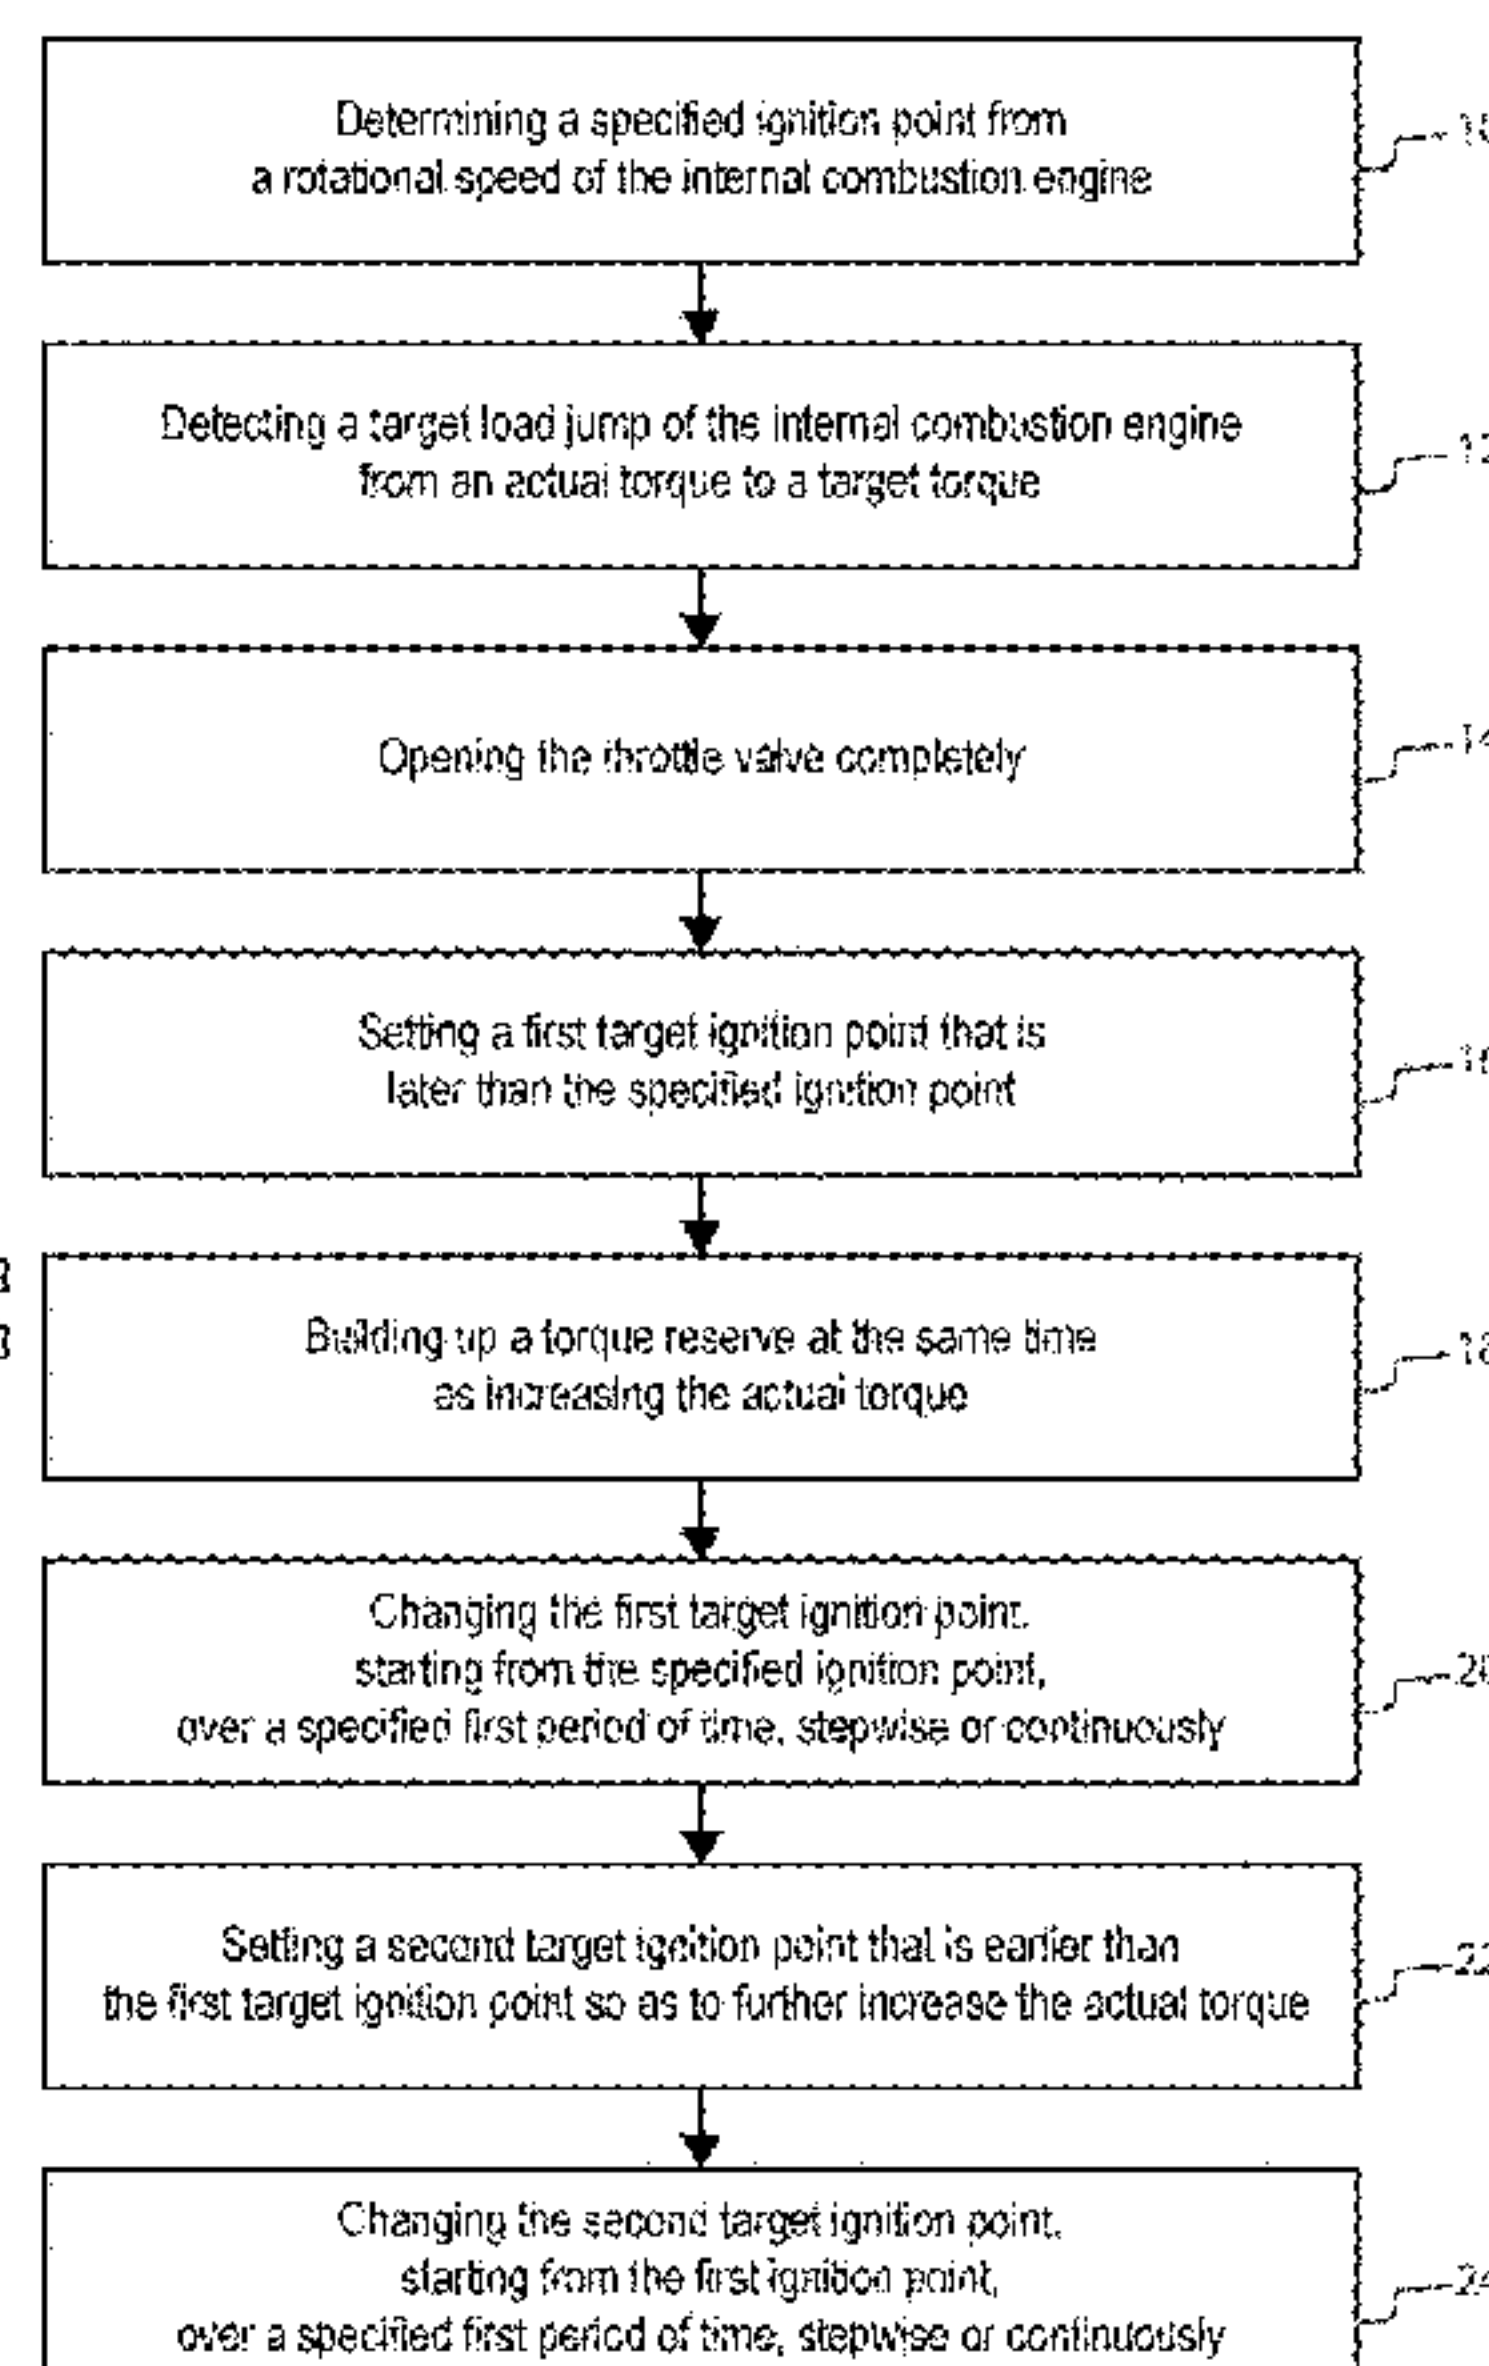 Determining a specified ignition point from
a rotational speed of the internal combustion engine
10
Detecting a target load jump of the internal combustion engine
from an actual torque to a target torque
12
Opening the throttle valve completely
14
Setting a first target ignition point that is
later than the specified ignition point
16
Building up a torque reserve at the same time
as increasing the actual torque
18
Changing the first target ignition point,
starting from the specified ignition point,
over a specified first period of time, stepwise or continuously
20
Setting a second target ignition point that is earlier than
the first target ignition point so as to further increase the actual torque
22
Changing the second target ignition point,
starting from the first ignition point,
over a specified first period of time, stepwise or continuously
24